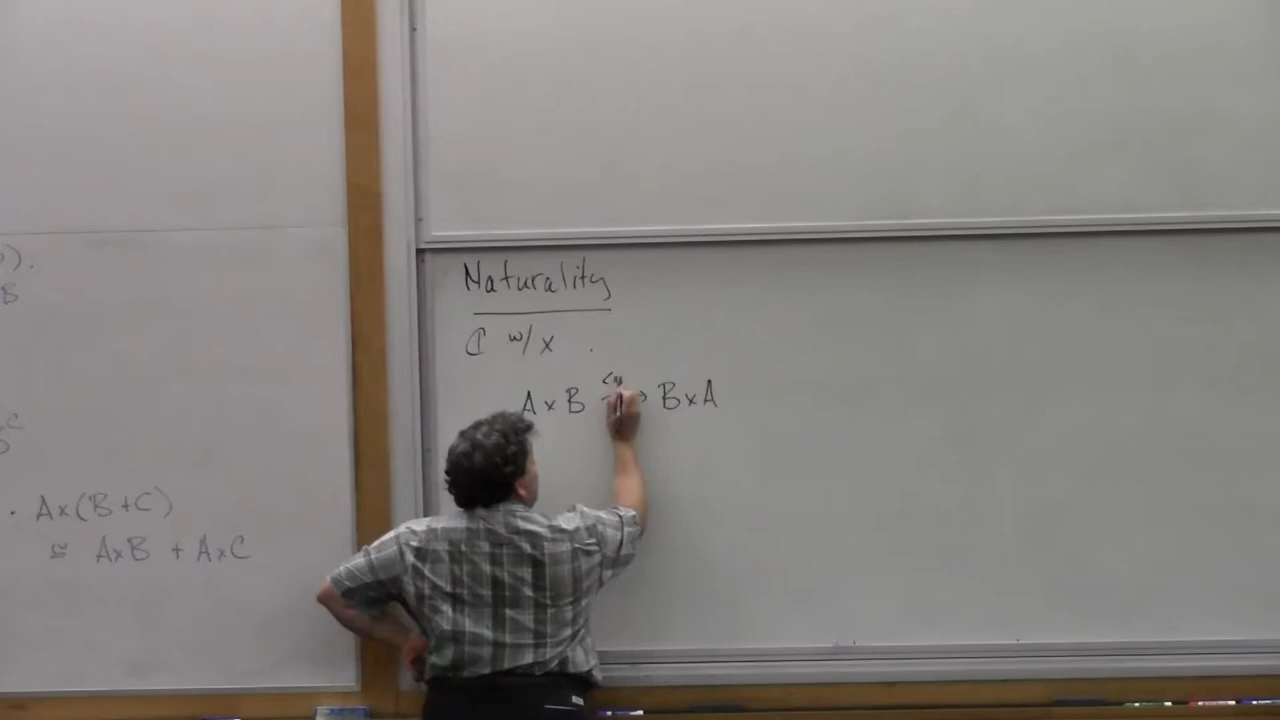 ).
B
C
· A×(B+C)
≅ A×B + A×C
Naturality
ℂ w/ × .
A×B → B×A